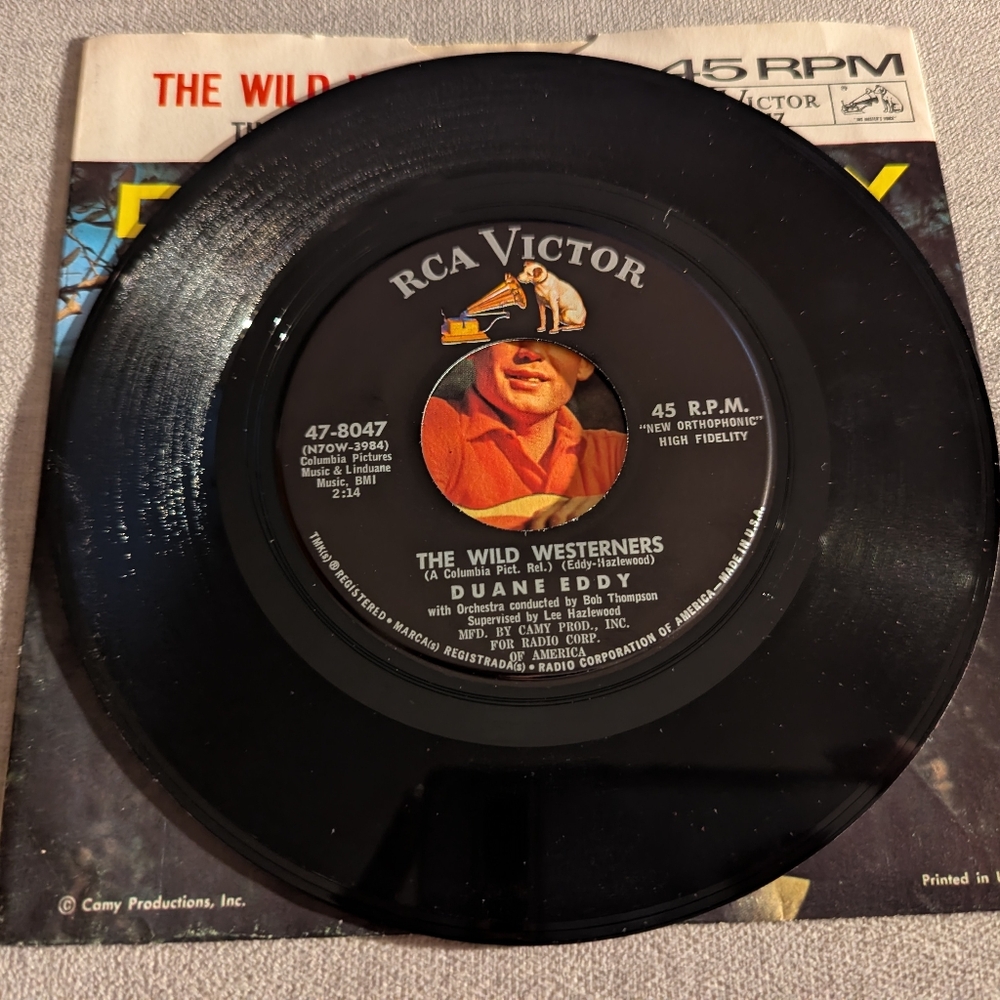 THE WILD
45 RPM
VICTOR
"HIS MASTER'S VOICE"
RCA VICTOR
47-8047
(N7OW-3984)
Columbia Pictures
Music & Linduane
Music, BMI
2:14
45 R.P.M.
"NEW ORTHOPHONIC"
HIGH FIDELITY
THE WILD WESTERNERS
(A Columbia Pict. Rel.) (Eddy-Hazlewood)
DUANE EDDY
with Orchestra conducted by Bob Thompson
Supervised by Lee Hazlewood
MFD. BY CAMY PROD., INC.
FOR RADIO CORP.
OF AMERICA
TMK(s) ® REGISTERED • MARCA(s) REGISTRADA(s) • RADIO CORPORATION OF AMERICA—MADE IN U.S.A.
© Camy Productions, Inc.
Printed in